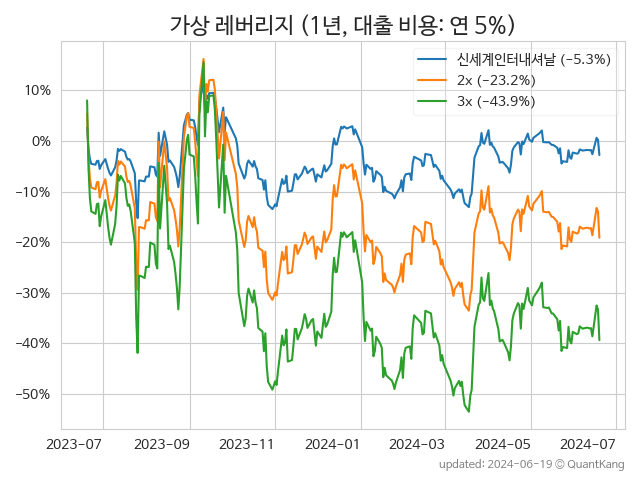 가상 레버리지 (1년, 대출 비용: 연 5%)
신세계인터내셔날 (−5.3%)
2x (−23.2%)
3x (−43.9%)
10%
0%
−10%
−20%
−30%
−40%
−50%
2023-07 2023-09 2023-11 2024-01 2024-03 2024-05 2024-07
updated: 2024-06-19 © QuantKang